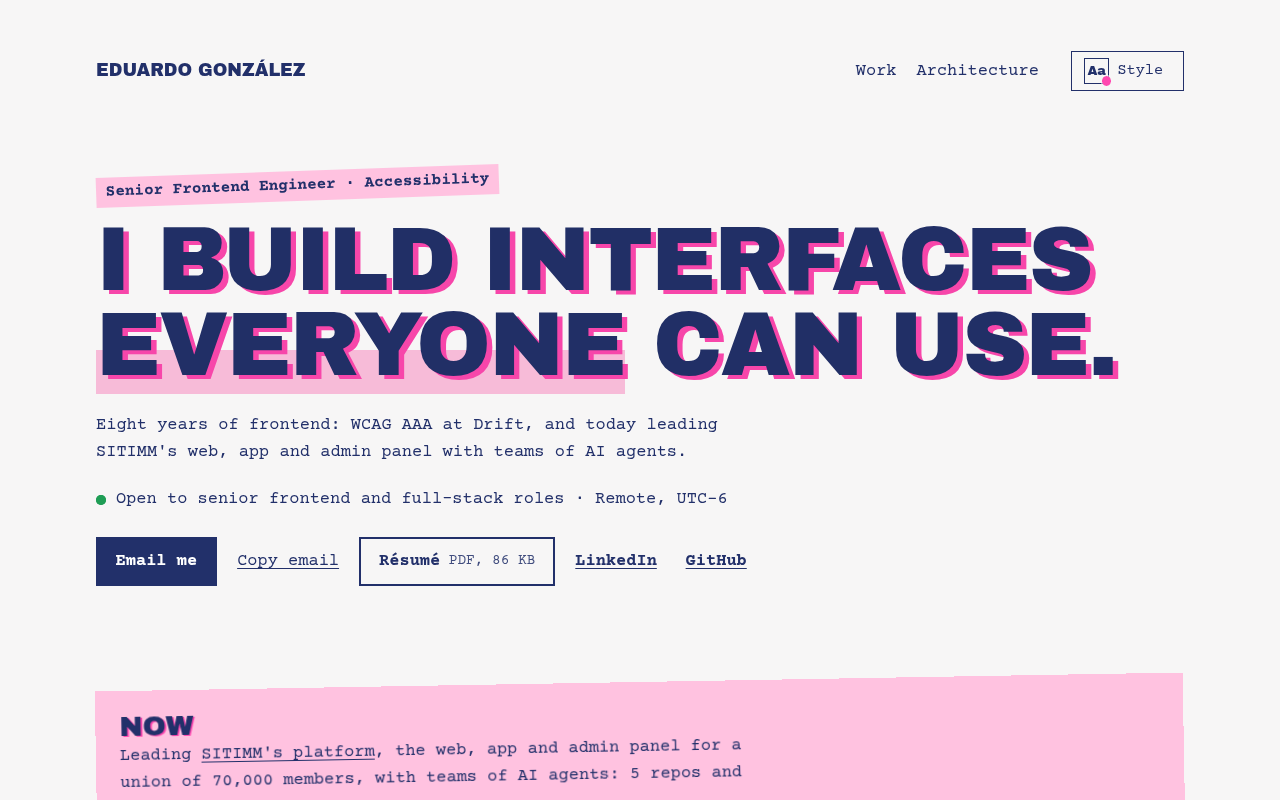 EDUARDO GONZÁLEZ
Work Architecture Aa Style
Senior Frontend Engineer · Accessibility
I BUILD INTERFACES
EVERYONE CAN USE.
Eight years of frontend: WCAG AAA at Drift, and today leading
SITIMM's web, app and admin panel with teams of AI agents.
Open to senior frontend and full-stack roles · Remote, UTC-6
Email me Copy email Résumé PDF, 86 KB LinkedIn GitHub
NOW
Leading SITIMM's platform, the web, app and admin panel for a
union of 70,000 members, with teams of AI agents: 5 repos and